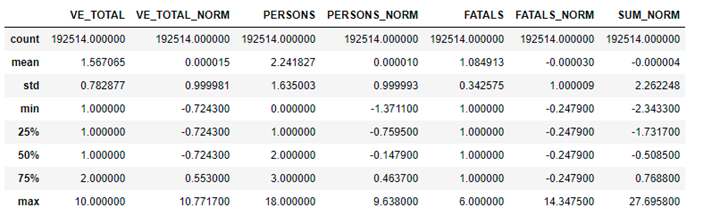 VE_TOTAL VE_TOTAL_NORM PERSONS PERSONS_NORM FATALS FATALS_NORM SUM_NORM
count 192514.000000 192514.000000 192514.000000 192514.000000 192514.000000 192514.000000 192514.000000
mean 1.567065 0.000015 2.241827 0.000010 1.084913 -0.000030 -0.000004
std 0.782877 0.999981 1.635003 0.999993 0.342575 1.000009 2.262248
min 1.000000 -0.724300 0.000000 -1.371100 1.000000 -0.247900 -2.343300
25% 1.000000 -0.724300 1.000000 -0.759500 1.000000 -0.247900 -1.731700
50% 1.000000 -0.724300 2.000000 -0.147900 1.000000 -0.247900 -0.508500
75% 2.000000 0.553000 3.000000 0.463700 1.000000 -0.247900 0.768800
max 10.000000 10.771700 18.000000 9.638000 6.000000 14.347500 27.695800